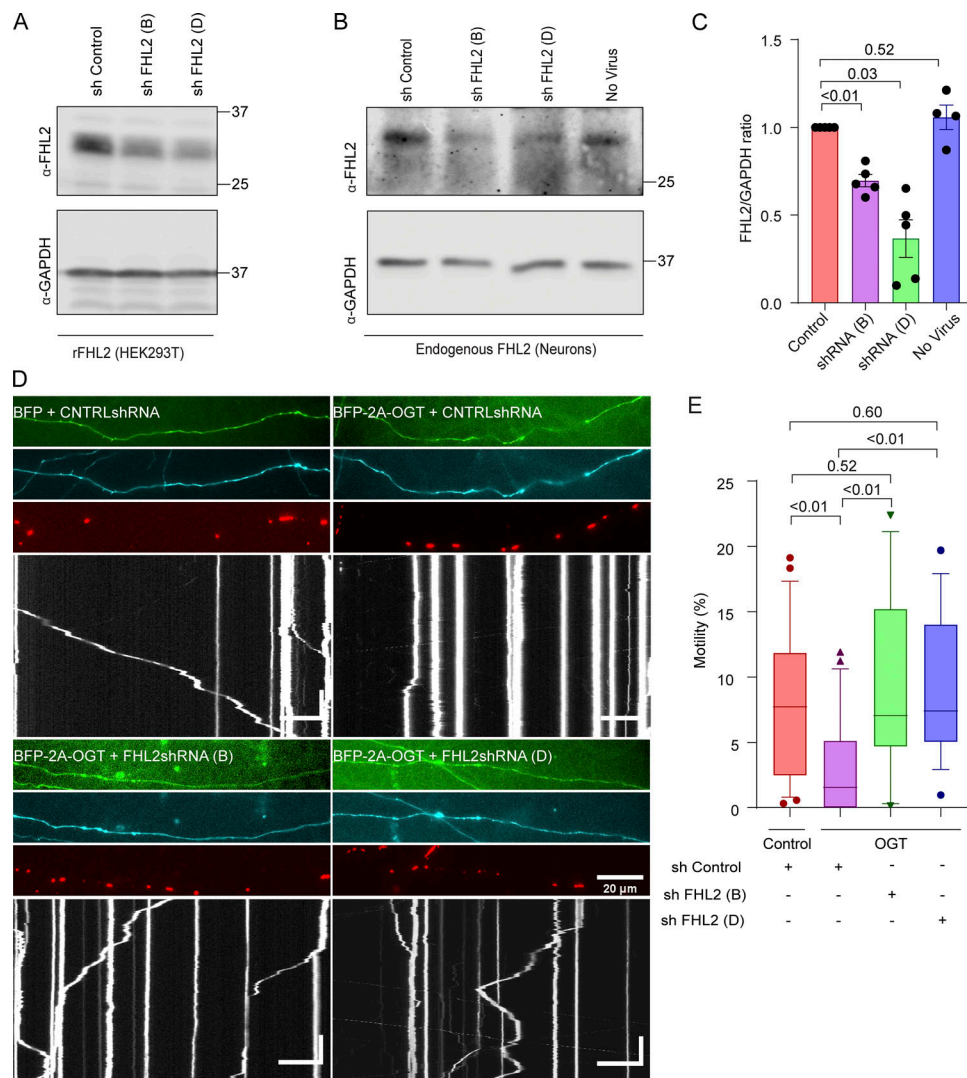 A
sh Control
sh FHL2 (B)
sh FHL2 (D)
α-FHL2
37
25
α-GAPDH
37
rFHL2 (HEK293T)
B
sh Control
sh FHL2 (B)
sh FHL2 (D)
No Virus
α-FHL2
25
α-GAPDH
37
Endogenous FHL2 (Neurons)
C
0.52
0.03
<0.01
1.5
1.0
0.5
0.0
FHL2/GAPDH ratio
Control
shRNA (B)
shRNA (D)
No Virus
D
BFP + CNTRLshRNA
BFP-2A-OGT + CNTRLshRNA
BFP-2A-OGT + FHL2shRNA (B)
BFP-2A-OGT + FHL2shRNA (D)
20 µm
E
0.60
<0.01
0.52
<0.01
<0.01
25
20
15
10
5
0
Motility (%)
Control
OGT
sh Control + + - -
sh FHL2 (B) - - + -
sh FHL2 (D) - - - +